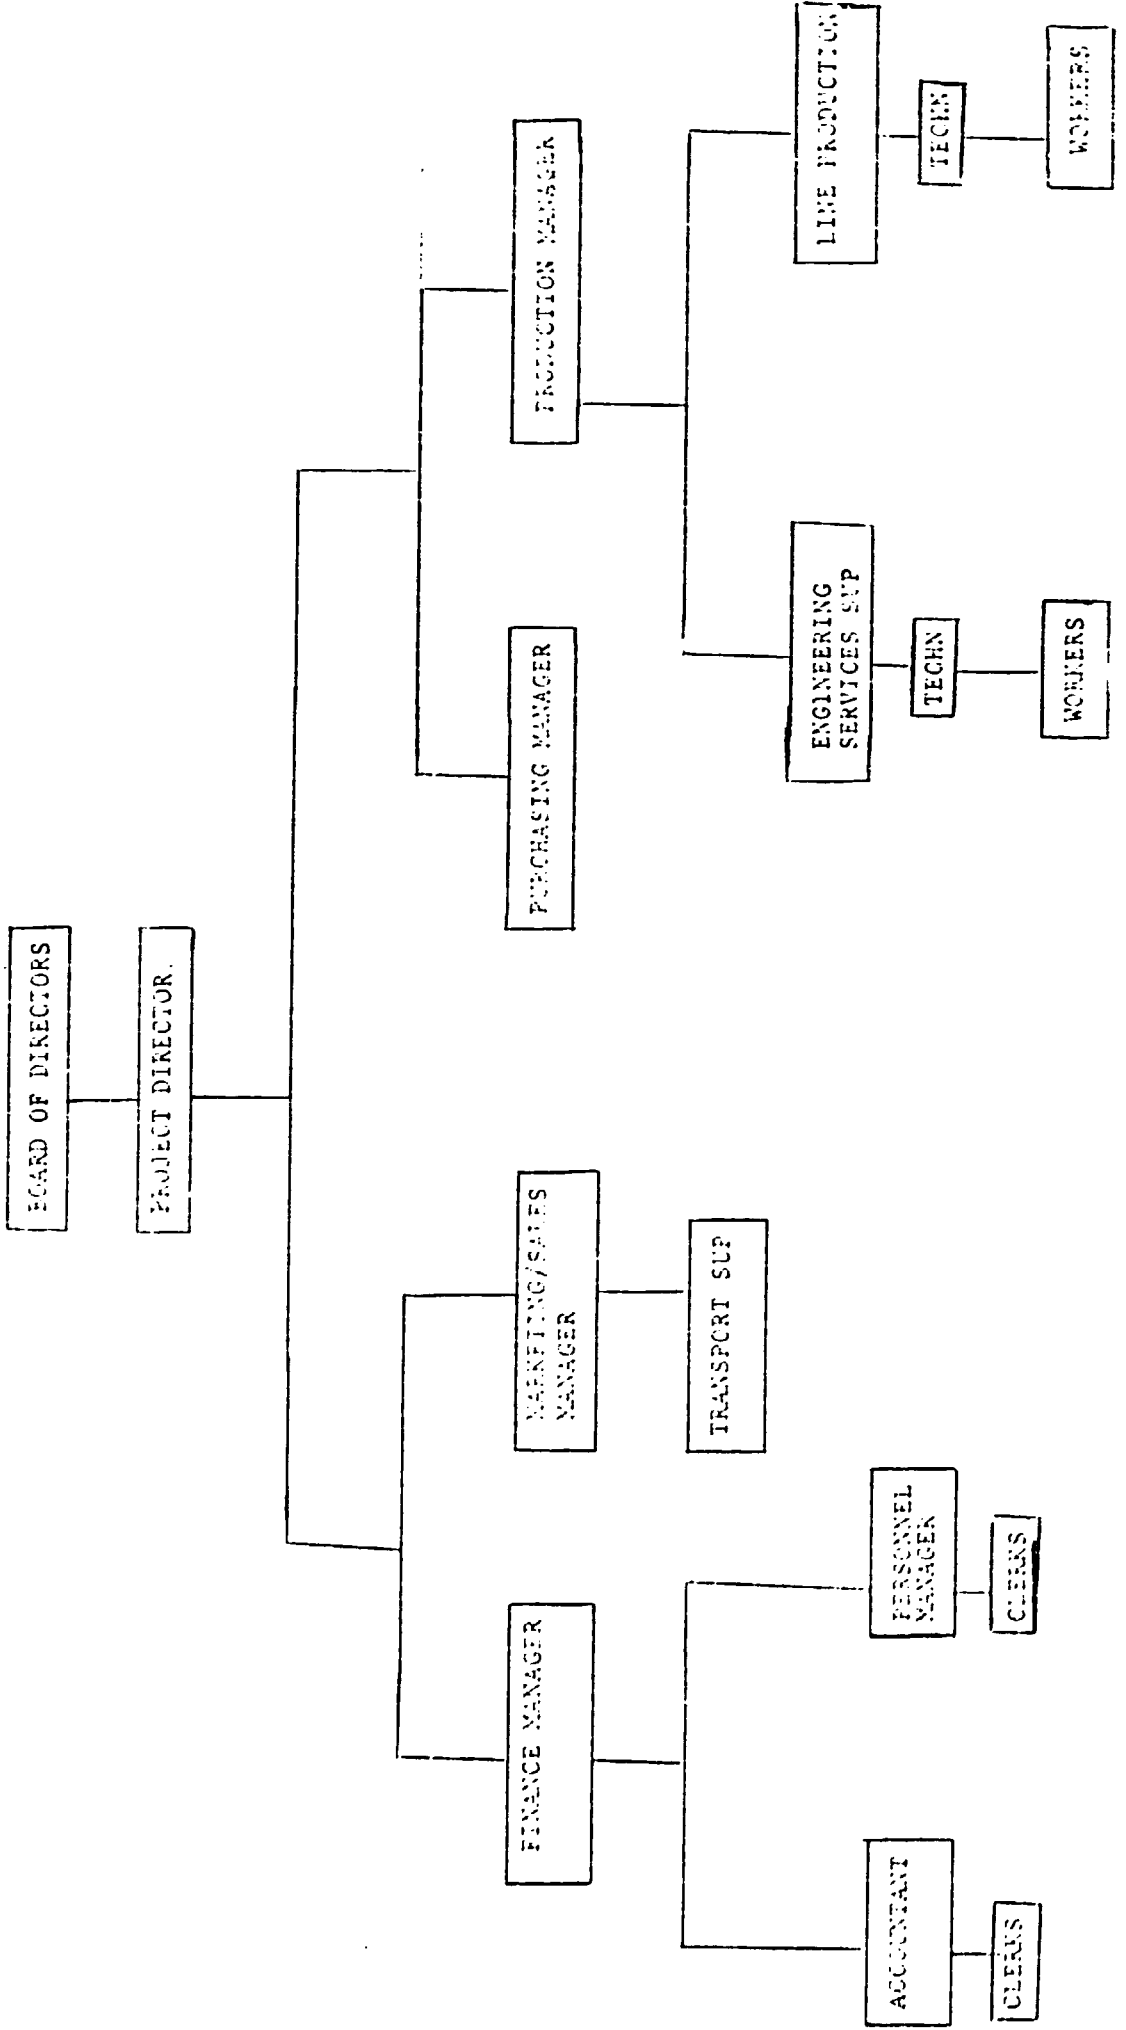 BOARD OF DIRECTORS
PROJECT DIRECTOR.
FINANCE MANAGER
MARKETING/SALES
MANAGER
PURCHASING MANAGER
PRODUCTION MANAGER
TRANSPORT SUP
ACCOUNTANT
PERSONNEL
MANAGER
ENGINEERING
SERVICES SUP
LINE PRODUCTION
CLERKS
CLERKS
TECHN
TECHN
WORKERS
WORKERS